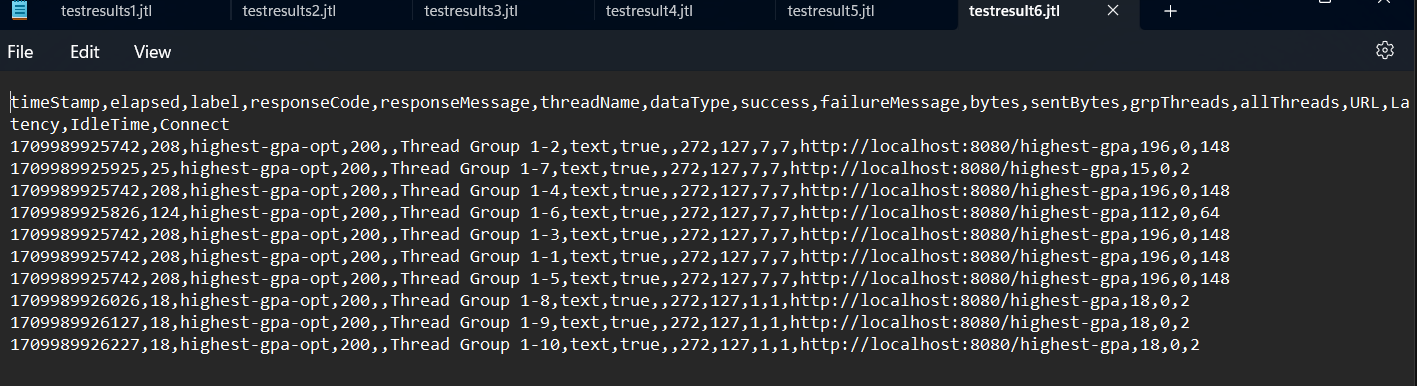 testresults1.jtl testresults2.jtl testresults3.jtl testresult4.jtl testresult5.jtl testresult6.jtl
File Edit View
timeStamp,elapsed,label,responseCode,responseMessage,threadName,dataType,success,failureMessage,bytes,sentBytes,grpThreads,allThreads,URL,La
tency,IdleTime,Connect
1709989925742,208,highest-gpa-opt,200,,Thread Group 1-2,text,true,,272,127,7,7,http://localhost:8080/highest-gpa,196,0,148
1709989925925,25,highest-gpa-opt,200,,Thread Group 1-7,text,true,,272,127,7,7,http://localhost:8080/highest-gpa,15,0,2
1709989925742,208,highest-gpa-opt,200,,Thread Group 1-4,text,true,,272,127,7,7,http://localhost:8080/highest-gpa,196,0,148
1709989925826,124,highest-gpa-opt,200,,Thread Group 1-6,text,true,,272,127,7,7,http://localhost:8080/highest-gpa,112,0,64
1709989925742,208,highest-gpa-opt,200,,Thread Group 1-3,text,true,,272,127,7,7,http://localhost:8080/highest-gpa,196,0,148
1709989925742,208,highest-gpa-opt,200,,Thread Group 1-1,text,true,,272,127,7,7,http://localhost:8080/highest-gpa,196,0,148
1709989925742,208,highest-gpa-opt,200,,Thread Group 1-5,text,true,,272,127,7,7,http://localhost:8080/highest-gpa,196,0,148
1709989926026,18,highest-gpa-opt,200,,Thread Group 1-8,text,true,,272,127,1,1,http://localhost:8080/highest-gpa,18,0,2
1709989926127,18,highest-gpa-opt,200,,Thread Group 1-9,text,true,,272,127,1,1,http://localhost:8080/highest-gpa,18,0,2
1709989926227,18,highest-gpa-opt,200,,Thread Group 1-10,text,true,,272,127,1,1,http://localhost:8080/highest-gpa,18,0,2